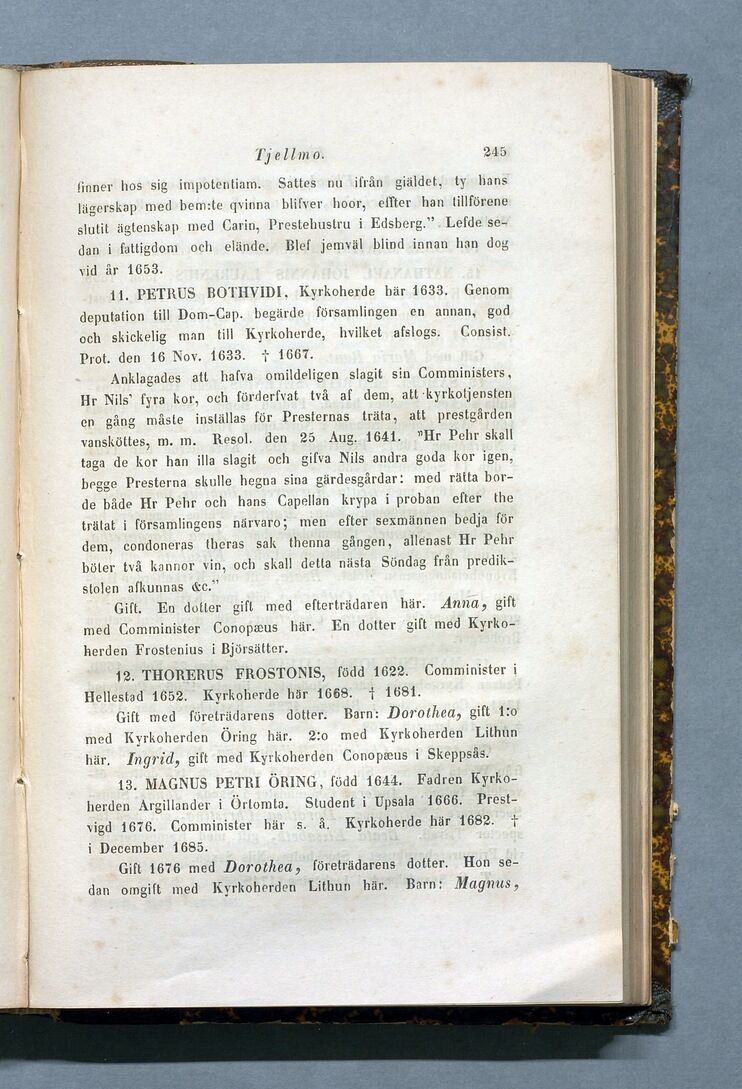 Tjellmo. 245
finner hos sig impotentiam. Sattes nu ifrån giäldet, ty hans
lägerskap med bem:te qvinna blifver hoor, effter han tillförene
slutit ägtenskap med Carin, Prestehustru i Edsberg." Lefde se-
dan i fattigdom och elände. Blef jemväl blind innan han dog
vid år 1653.
11. PETRUS BOTHVIDI, Kyrkoherde här 1633. Genom
deputation till Dom-Cap. begärde församlingen en annan, god
och skickelig man till Kyrkoherde, hvilket afslogs. Consist.
Prot. den 16 Nov. 1633. † 1667.
Anklagades att hafva omildeligen slagit sin Comministers,
Hr Nils' fyra kor, och förderfvat två af dem, att kyrkotjensten
en gång måste inställas för Presternas träta, att prestgården
vansköttes, m. m. Resol. den 25 Aug. 1641. "Hr Pehr skall
taga de kor han illa slagit och gifva Nils andra goda kor igen,
begge Presterna skulle hegna sina gärdesgårdar: med rätta bor-
de både Hr Pehr och hans Capellan krypa i proban efter the
trätat i församlingens närvaro; men efter sexmännen bedja för
dem, condoneras theras sak thenna gången, allenast Hr Pehr
böter två kannor vin, och skall detta nästa Söndag från predik-
stolen afkunnas &c."
Gift. En dotter gift med efterträdaren här. Anna, gift
med Comminister Conopæus här. En dotter gift med Kyrko-
herden Frostenius i Björsätter.
12. THORERUS FROSTONIS, född 1622. Comminister i
Hellestad 1652. Kyrkoherde här 1668. † 1681.
Gift med företrädarens dotter. Barn: Dorothea, gift 1:o
med Kyrkoherden Öring här. 2:o med Kyrkoherden Lithun
här. Ingrid, gift med Kyrkoherden Conopæus i Skeppsås.
13. MAGNUS PETRI ÖRING, född 1644. Fadren Kyrko-
herden Argillander i Örtomta. Student i Upsala 1666. Prest-
vigd 1676. Comminister här s. å. Kyrkoherde här 1682. †
i December 1685.
Gift 1676 med Dorothea, företrädarens dotter. Hon se-
dan omgift med Kyrkoherden Lithun här. Barn: Magnus,